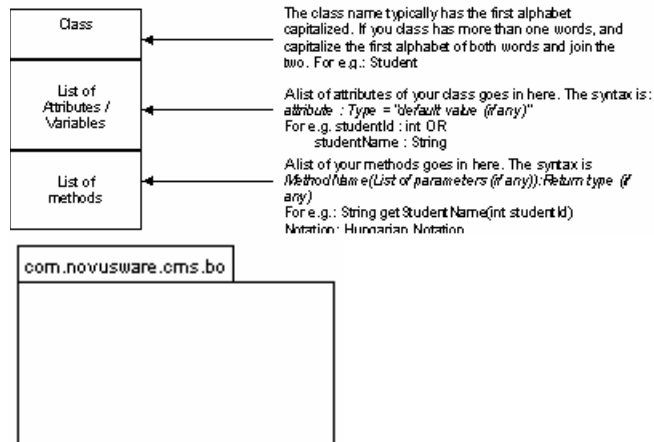 Class
The class name typically has the first alphabet
capitalized. If you class has more than one words, and
capitalize the first alphabet of both words and join the
two. For e.g.: Student
List of
Attributes /
Variables
A list of attributes of your class goes in here. The syntax is:
attribute : Type = "default value (if any)"
For e.g. studentId : int OR
studentName : String
List of
methods
A list of your methods goes in here. The syntax is
MethodName(List of parameters (if any)):Return type (if
any)
For e.g.: String getStudentName(int studentId)
Notation: Hungarian Notation
com.novusware.cms.bo